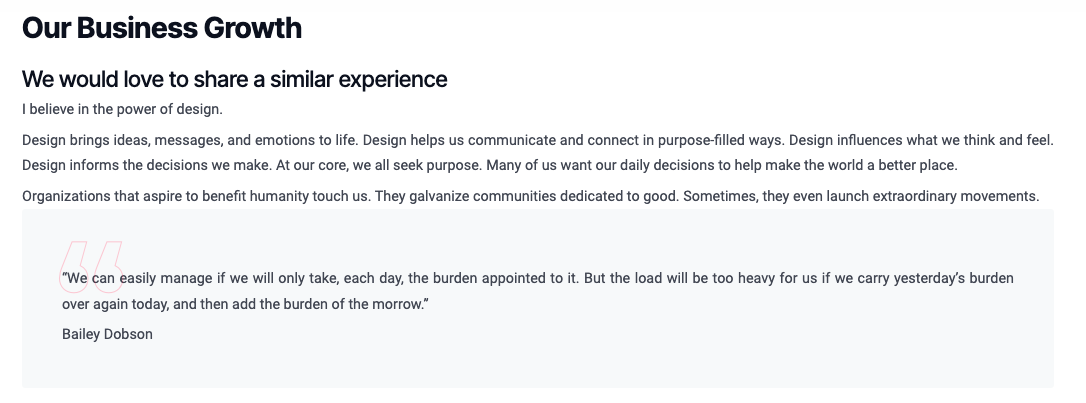 Our Business Growth
We would love to share a similar experience
I believe in the power of design.
Design brings ideas, messages, and emotions to life. Design helps us communicate and connect in purpose-filled ways. Design influences what we think and feel.
Design informs the decisions we make. At our core, we all seek purpose. Many of us want our daily decisions to help make the world a better place.
Organizations that aspire to benefit humanity touch us. They galvanize communities dedicated to good. Sometimes, they even launch extraordinary movements.
“We can easily manage if we will only take, each day, the burden appointed to it. But the load will be too heavy for us if we carry yesterday’s burden
over again today, and then add the burden of the morrow.”
Bailey Dobson